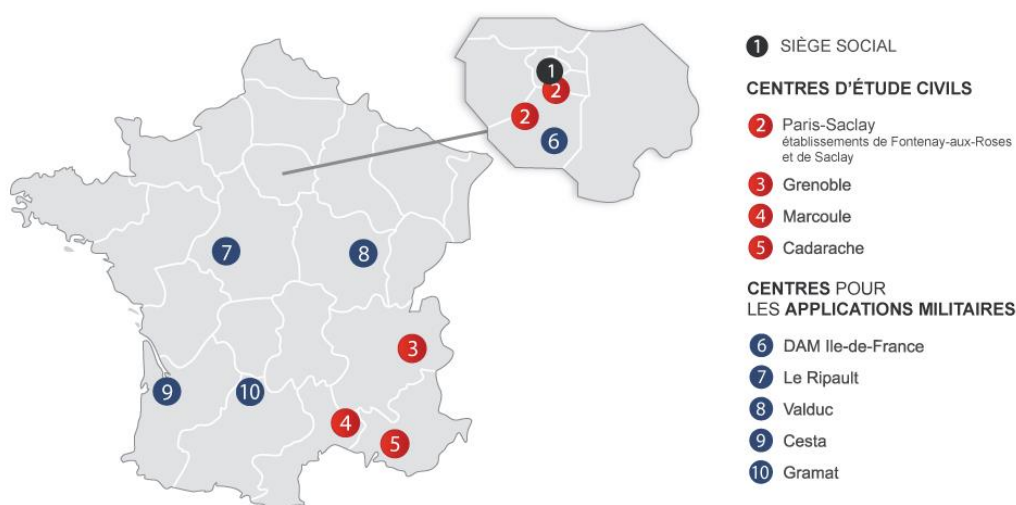 1
2
2
6
7
8
3
9
10
4
5
1 SIÈGE SOCIAL
CENTRES D'ÉTUDE CIVILS
2 Paris-Saclay
établissements de Fontenay-aux-Roses
et de Saclay
3 Grenoble
4 Marcoule
5 Cadarache
CENTRES POUR
LES APPLICATIONS MILITAIRES
6 DAM Ile-de-France
7 Le Ripault
8 Valduc
9 Cesta
10 Gramat